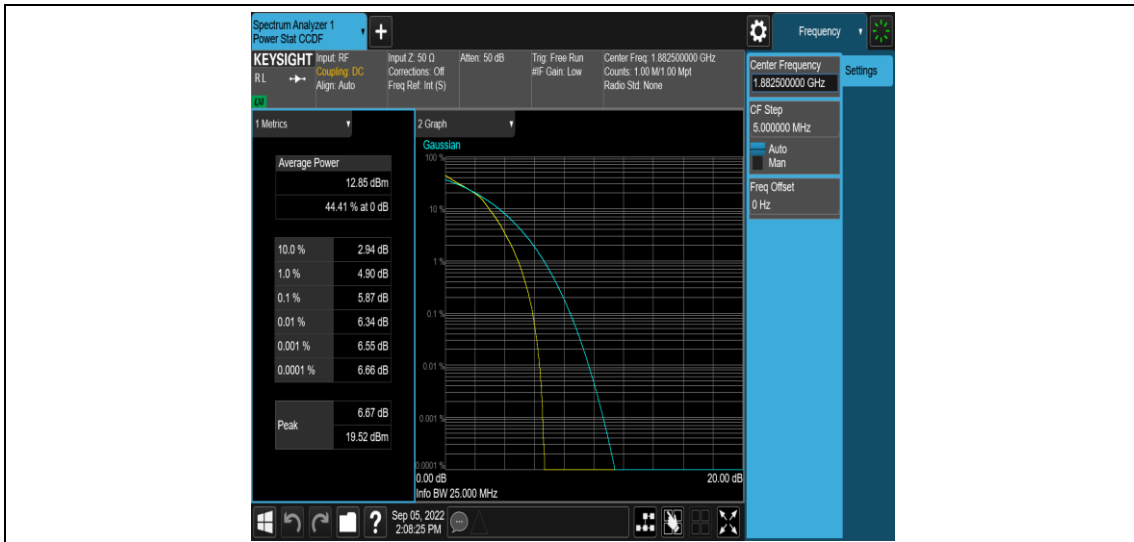 Spectrum Analyzer 1
Power Stat CCDF
Frequency
KEYSIGHT
RL
LNI
Input: RF
Coupling: DC
Align: Auto
Input Z: 50 Ω
Corrections: Off
Freq Ref: Int (S)
Atten: 50 dB
Trig: Free Run
#IF Gain: Low
Center Freq: 1.882500000 GHz
Counts: 1.00 M/1.00 Mpt
Radio Std: None
Center Frequency
1.882500000 GHz
Settings
CF Step
5.000000 MHz
Auto
Man
Freq Offset
0 Hz
1 Metrics
Average Power
12.85 dBm
44.41 % at 0 dB
10.0 % 2.94 dB
1.0 % 4.90 dB
0.1 % 5.87 dB
0.01 % 6.34 dB
0.001 % 6.55 dB
0.0001 % 6.66 dB
Peak
6.67 dB
19.52 dBm
2 Graph
Gaussian
100 %
10 %
1 %
0.1 %
0.01 %
0.001 %
0.0001 %
0.00 dB 20.00 dB
Info BW 25.000 MHz
Sep 05, 2022
2:08:25 PM